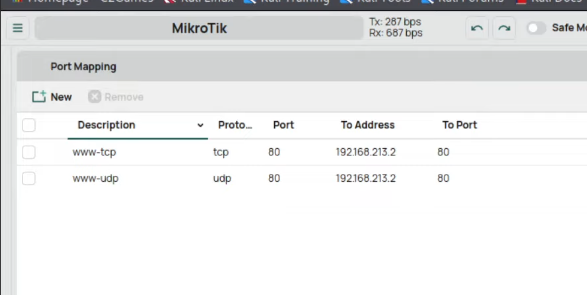 Homepage
EZGames
Kali Linux
Kali Training
Kali Tools
Kali Forums
Kali Docs
MikroTik
Tx: 287 bps
Rx: 687 bps
Safe Mo
Port Mapping
New
Remove
Description Proto... Port To Address To Port
www-tcp tcp 80 192.168.213.2 80
www-udp udp 80 192.168.213.2 80